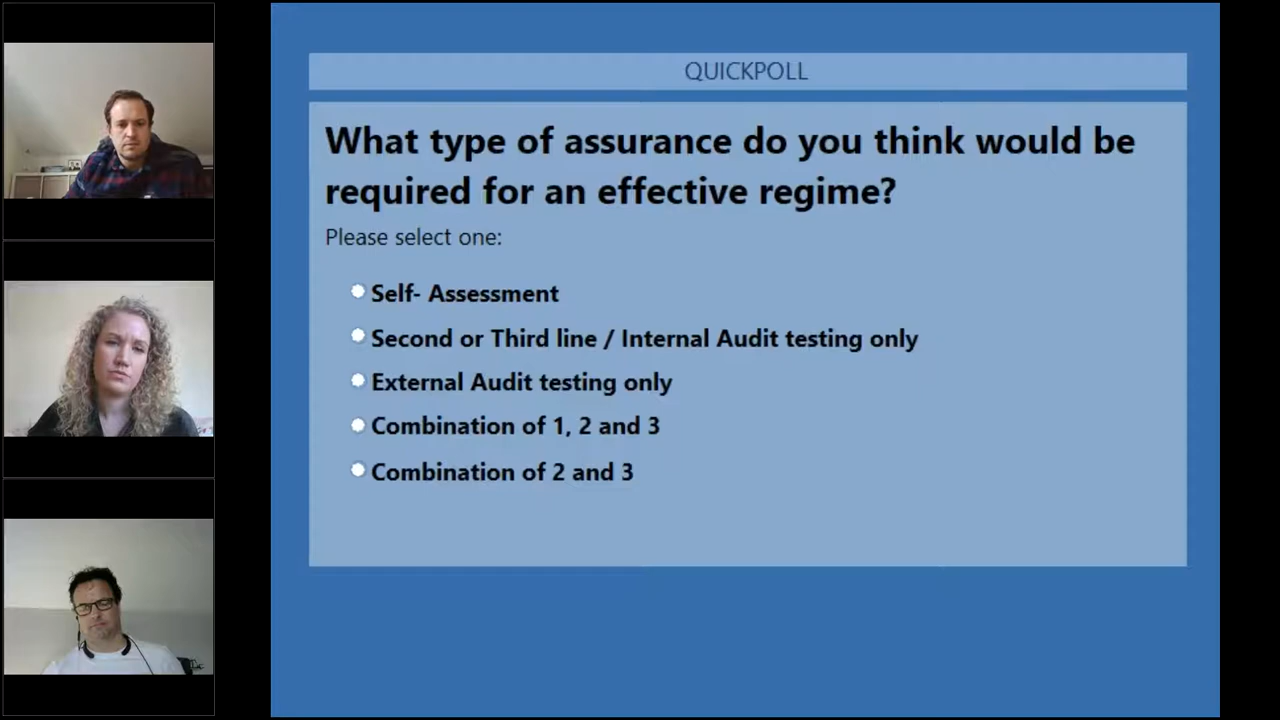 QUICKPOLL
What type of assurance do you think would be
required for an effective regime?
Please select one:
Self- Assessment
Second or Third line / Internal Audit testing only
External Audit testing only
Combination of 1, 2 and 3
Combination of 2 and 3